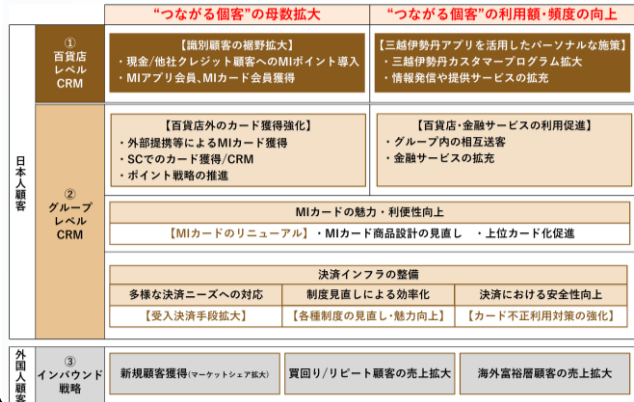 “つながる個客”の母数拡大
“つながる個客”の利用額・頻度の向上
日本人顧客
①
百貨店
レベル
CRM
【識別顧客の裾野拡大】
・現金/他社クレジット顧客へのMIポイント導入
・MIアプリ会員、MIカード会員獲得
【三越伊勢丹アプリを活用したパーソナルな施策】
・三越伊勢丹カスタマープログラム拡大
・情報発信や提供サービスの拡充
②
グループ
レベル
CRM
【百貨店外のカード獲得強化】
・外部提携等によるMIカード獲得
・SCでのカード獲得/CRM
・ポイント戦略の推進
【百貨店・金融サービスの利用促進】
・グループ内の相互送客
・金融サービスの拡充
MIカードの魅力・利便性向上
【MIカードのリニューアル】・MIカード商品設計の見直し ・上位カード化促進
決済インフラの整備
多様な決済ニーズへの対応
制度見直しによる効率化
決済における安全性向上
【受入決済手段拡大】
【各種制度の見直し・魅力向上】
【カード不正利用対策の強化】
外国人顧客
③
インバウンド
戦略
新規顧客獲得(マーケットシェア拡大)
買回り/リピート顧客の売上拡大
海外富裕層顧客の売上拡大